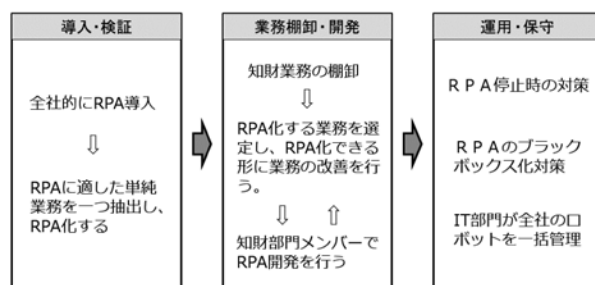 導入・検証
全社的にRPA導入
⇩
RPAに適した単純
業務を一つ抽出し、
RPA化する
業務棚卸・開発
知財業務の棚卸
⇩
RPA化する業務を選
定し、RPA化できる
形に業務の改善を行
う。
⇩ ⇧
知財部門メンバーで
RPA開発を行う
運用・保守
ＲＰＡ停止時の対策
ＲＰＡのブラック
ボックス化対策
IT部門が全社のロ
ボットを一括管理